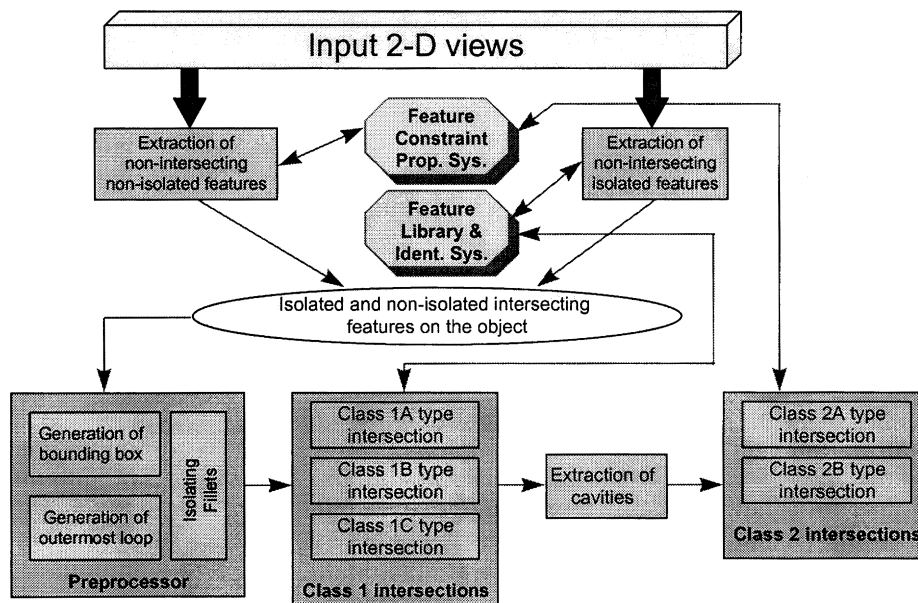 Input 2-D views
Extraction of
non-intersecting
non-isolated features
Feature
Constraint
Prop. Sys.
Extraction of
non-intersecting
isolated features
Feature
Library &
Ident. Sys.
Isolated and non-isolated intersecting
features on the object
Generation of
bounding box
Generation of
outermost loop
Isolating
Fillets
Preprocessor
Class 1A type
intersection
Class 1B type
intersection
Class 1C type
intersection
Class 1 intersections
Extraction of
cavities
Class 2A type
intersection
Class 2B type
intersection
Class 2 intersections